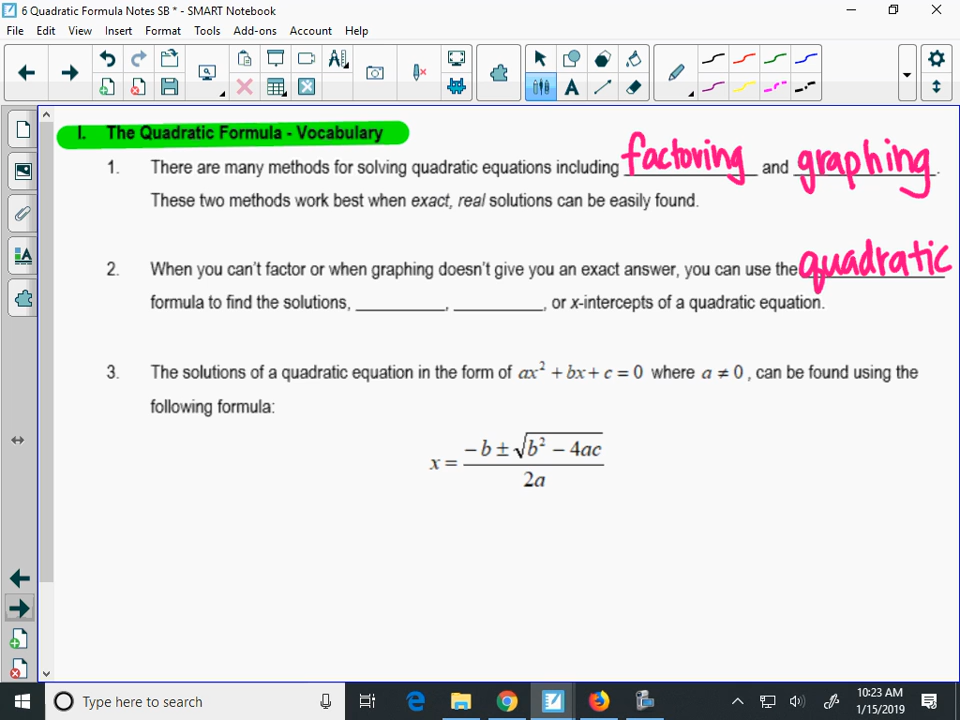 6 Quadratic Formula Notes SB * - SMART Notebook
File Edit View Insert Format Tools Add-ons Account Help
I. The Quadratic Formula - Vocabulary
1. There are many methods for solving quadratic equations including factoring and graphing.
These two methods work best when exact, real solutions can be easily found.
2. When you can't factor or when graphing doesn't give you an exact answer, you can use the quadratic
formula to find the solutions, __________, __________, or x-intercepts of a quadratic equation.
3. The solutions of a quadratic equation in the form of ax² + bx + c = 0 where a ≠ 0, can be found using the
following formula:
x = (-b ± √(b² - 4ac)) / 2a
Type here to search
10:23 AM
1/15/2019